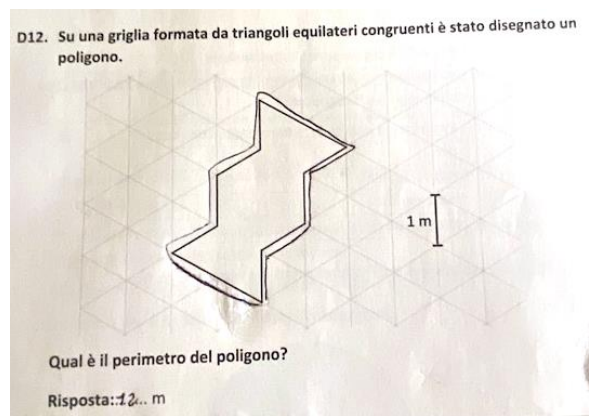 D12. Su una griglia formata da triangoli equilateri congruenti è stato disegnato un
poligono.
1 m
Qual è il perimetro del poligono?
Risposta:.12... m